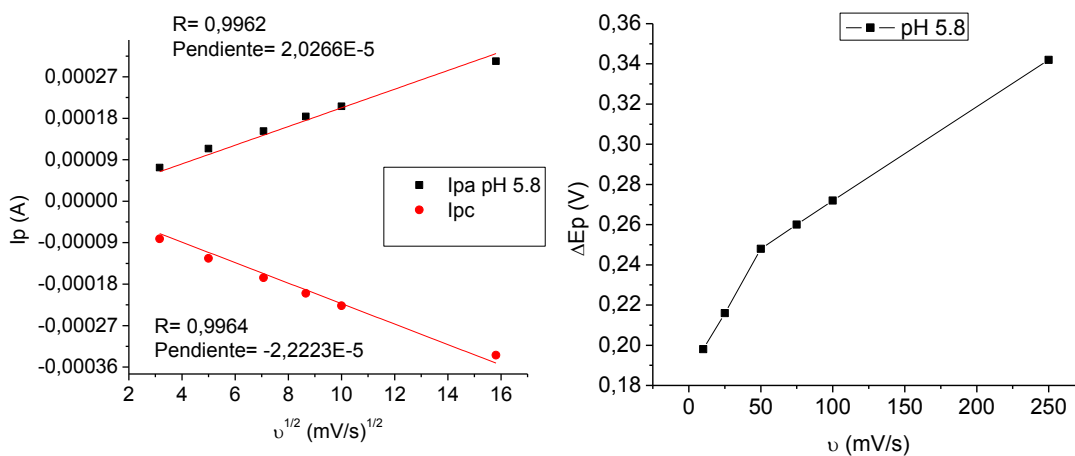 R= 0,9962
Pendiente= 2,0266E-5
0,00027
0,00018
0,00009
0,00000
-0,00009
-0,00018
-0,00027
-0,00036
Ip (A)
Ipa pH 5.8
Ipc
R= 0,9964
Pendiente= -2,2223E-5
2 4 6 8 10 12 14 16
υ1/2 (mV/s)1/2
0,36
0,34
0,32
0,30
0,28
0,26
0,24
0,22
0,20
0,18
ΔEp (V)
pH 5.8
0 50 100 150 200 250
υ (mV/s)